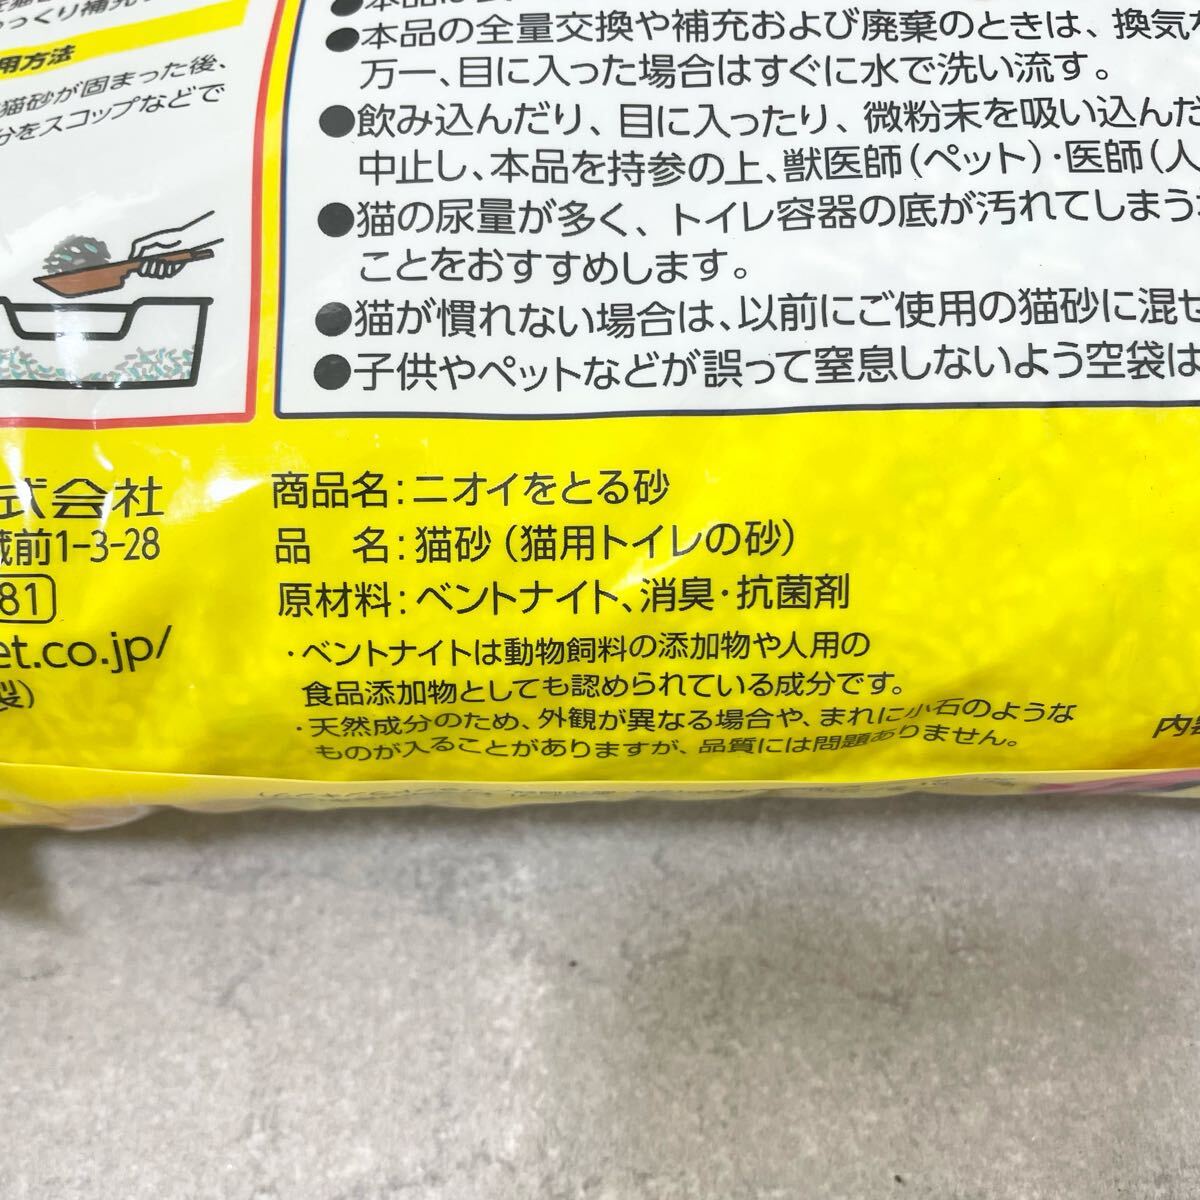 っくり補充
用方法
猫砂が固まった後、
分をスコップなどで
●本品の全量交換や補充および廃棄のときは、換気
万一、目に入った場合はすぐに水で洗い流す。
●飲み込んだり、目に入ったり、微粉末を吸い込んだ
中止し、本品を持参の上、獣医師(ペット)・医師(人
●猫の尿量が多く、トイレ容器の底が汚れてしまう
ことをおすすめします。
●猫が慣れない場合は、以前にご使用の猫砂に混ぜ
●子供やペットなどが誤って窒息しないよう空袋は
式会社
蔵前1-3-28
81
et.co.jp/
製)
商品名:ニオイをとる砂
品 名:猫砂(猫用トイレの砂)
原材料:ベントナイト、消臭・抗菌剤
・ベントナイトは動物飼料の添加物や人用の
食品添加物としても認められている成分です。
・天然成分のため、外観が異なる場合や、まれに小石のような
ものが入ることがありますが、品質には問題ありません。
内